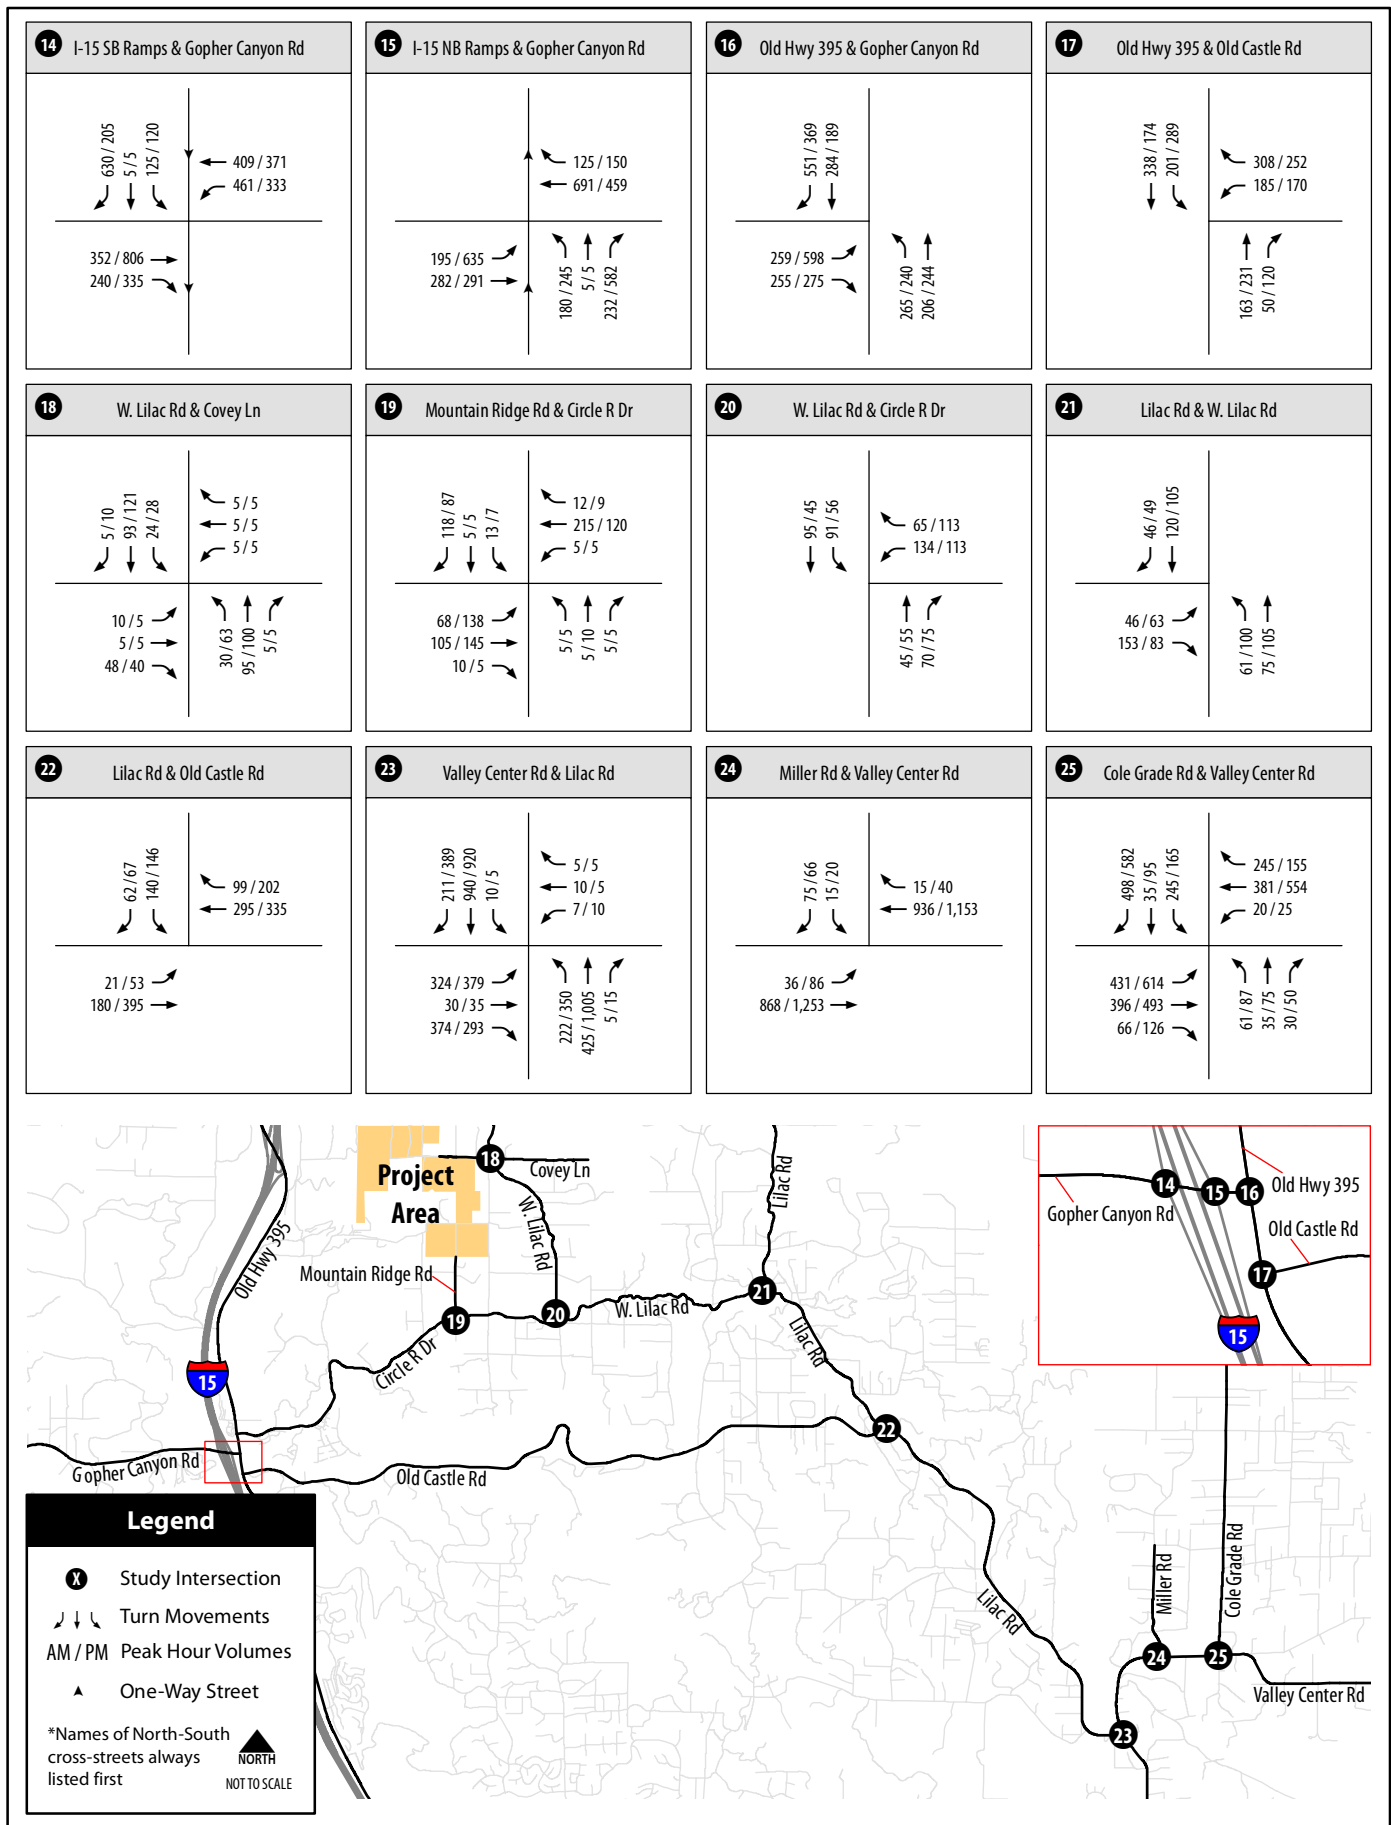 14 I-15 SB Ramps & Gopher Canyon Rd
630 / 205
5 / 5
125 / 120
409 / 371
461 / 333
352 / 806
240 / 335
15 I-15 NB Ramps & Gopher Canyon Rd
125 / 150
691 / 459
195 / 635
282 / 291
180 / 245
5 / 5
232 / 582
16 Old Hwy 395 & Gopher Canyon Rd
551 / 369
284 / 189
259 / 598
255 / 275
265 / 240
206 / 244
17 Old Hwy 395 & Old Castle Rd
338 / 174
201 / 289
308 / 252
185 / 170
163 / 231
50 / 120
18 W. Lilac Rd & Covey Ln
5 / 10
93 / 121
24 / 28
5 / 5
5 / 5
5 / 5
10 / 5
5 / 5
48 / 40
30 / 63
95 / 100
5 / 5
19 Mountain Ridge Rd & Circle R Dr
118 / 87
5 / 5
13 / 7
12 / 9
215 / 120
5 / 5
68 / 138
105 / 145
10 / 5
5 / 5
5 / 10
5 / 5
20 W. Lilac Rd & Circle R Dr
95 / 45
91 / 56
65 / 113
134 / 113
45 / 55
70 / 75
21 Lilac Rd & W. Lilac Rd
46 / 49
120 / 105
46 / 63
153 / 83
61 / 100
75 / 105
22 Lilac Rd & Old Castle Rd
62 / 67
140 / 146
99 / 202
295 / 335
21 / 53
180 / 395
23 Valley Center Rd & Lilac Rd
211 / 389
940 / 920
10 / 5
5 / 5
10 / 5
7 / 10
324 / 379
30 / 35
374 / 293
222 / 350
425 / 1,005
5 / 15
24 Miller Rd & Valley Center Rd
75 / 66
15 / 20
15 / 40
936 / 1,153
36 / 86
868 / 1,253
25 Cole Grade Rd & Valley Center Rd
498 / 582
35 / 95
245 / 165
245 / 155
381 / 554
20 / 25
431 / 614
396 / 493
66 / 126
61 / 87
35 / 75
30 / 50
Project
Area
18
Covey Ln
W. Lilac Rd
Lilac Rd
Old Hwy 395
Mountain Ridge Rd
19
20
W. Lilac Rd
21
Lilac Rd
Circle R Dr
15
22
Gopher Canyon Rd
Old Castle Rd
Lilac Rd
Miller Rd
Cole Grade Rd
24
25
Valley Center Rd
23
14
15
16
Old Hwy 395
Gopher Canyon Rd
Old Castle Rd
17
15
Legend
X Study Intersection
Turn Movements
AM / PM Peak Hour Volumes
One-Way Street
*Names of North-South
cross-streets always
listed first
NORTH
NOT TO SCALE